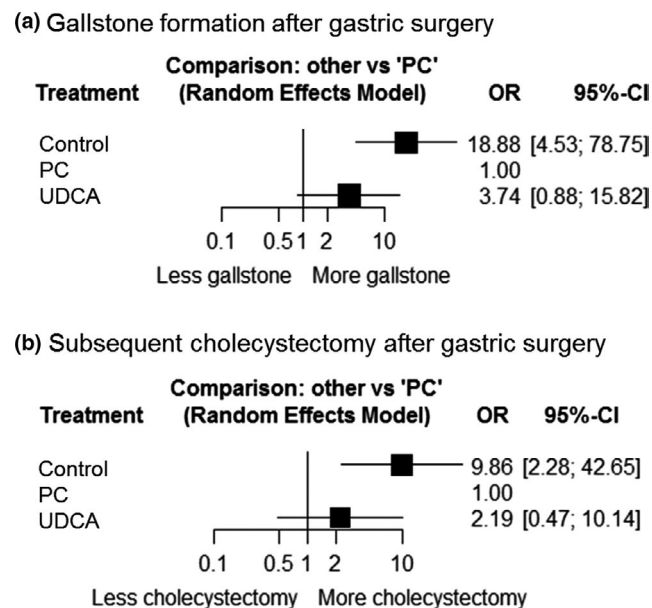 (a) Gallstone formation after gastric surgery
Comparison: other vs 'PC'
Treatment (Random Effects Model) OR 95%-CI
Control 18.88 [4.53; 78.75]
PC 1.00
UDCA 3.74 [0.88; 15.82]
0.1 0.5 1 2 10
Less gallstone More gallstone
(b) Subsequent cholecystectomy after gastric surgery
Comparison: other vs 'PC'
Treatment (Random Effects Model) OR 95%-CI
Control 9.86 [2.28; 42.65]
PC 1.00
UDCA 2.19 [0.47; 10.14]
0.1 0.5 1 2 10
Less cholecystectomy More cholecystectomy